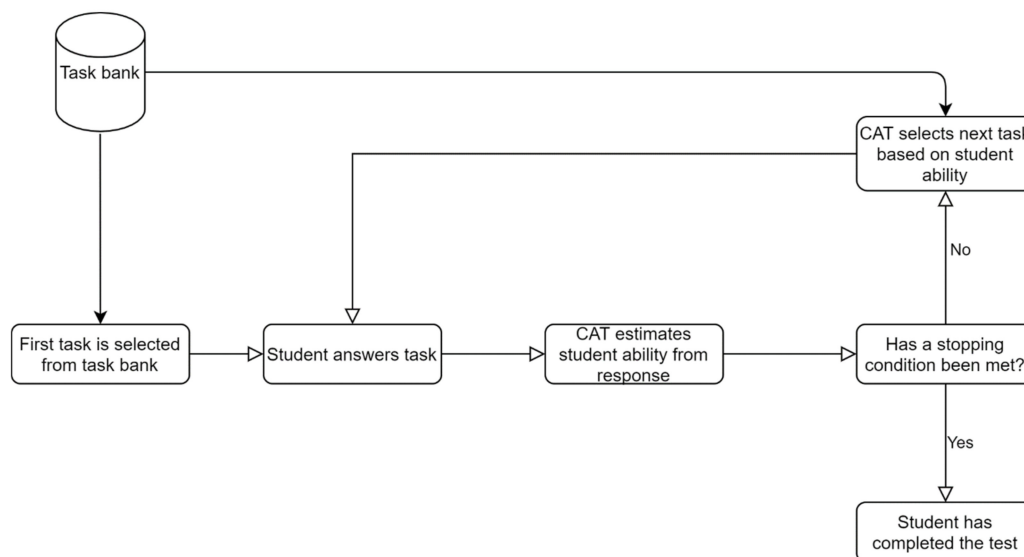 Task bank
CAT selects next task
based on student
ability
No
First task is selected
from task bank
Student answers task
CAT estimates
student ability from
response
Has a stopping
condition been met?
Yes
Student has
completed the test